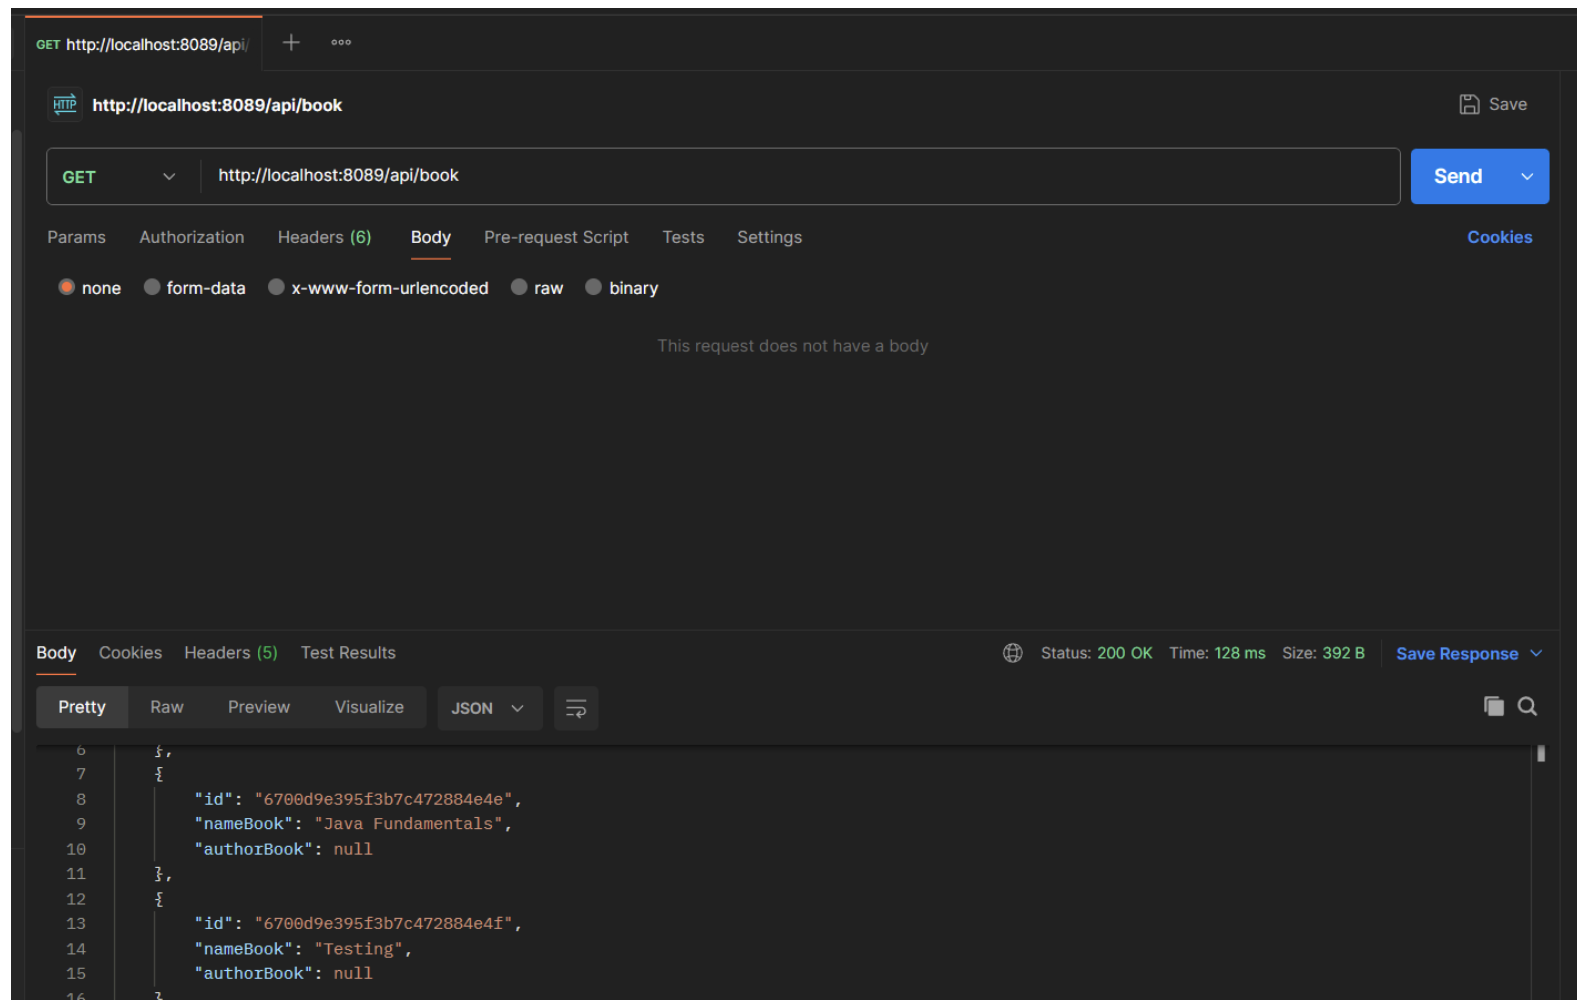 GET http://localhost:8089/api/
http://localhost:8089/api/book
Save
GET http://localhost:8089/api/book Send
Params Authorization Headers (6) Body Pre-request Script Tests Settings Cookies
none form-data x-www-form-urlencoded raw binary
This request does not have a body
Body Cookies Headers (5) Test Results Status: 200 OK Time: 128 ms Size: 392 B Save Response
Pretty Raw Preview Visualize JSON
6 },
7 {
8 "id": "6700d9e395f3b7c472884e4e",
9 "nameBook": "Java Fundamentals",
10 "authorBook": null
11 },
12 {
13 "id": "6700d9e395f3b7c472884e4f",
14 "nameBook": "Testing",
15 "authorBook": null
16 }